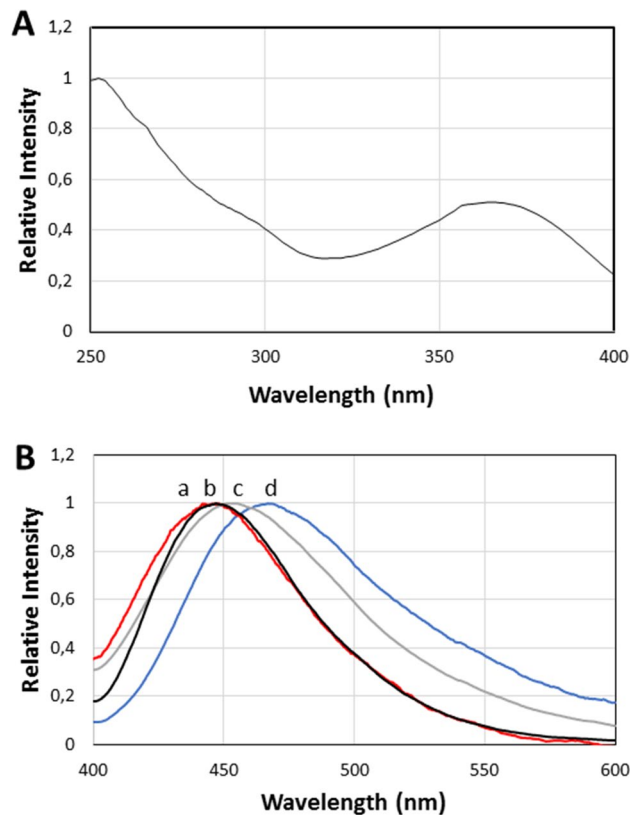 A
1,2
1
0,8
0,6
0,4
0,2
0
Relative Intensity
250 300 350 400
Wavelength (nm)
B
1,2
1
0,8
0,6
0,4
0,2
0
Relative Intensity
a b c d
400 450 500 550 600
Wavelength (nm)